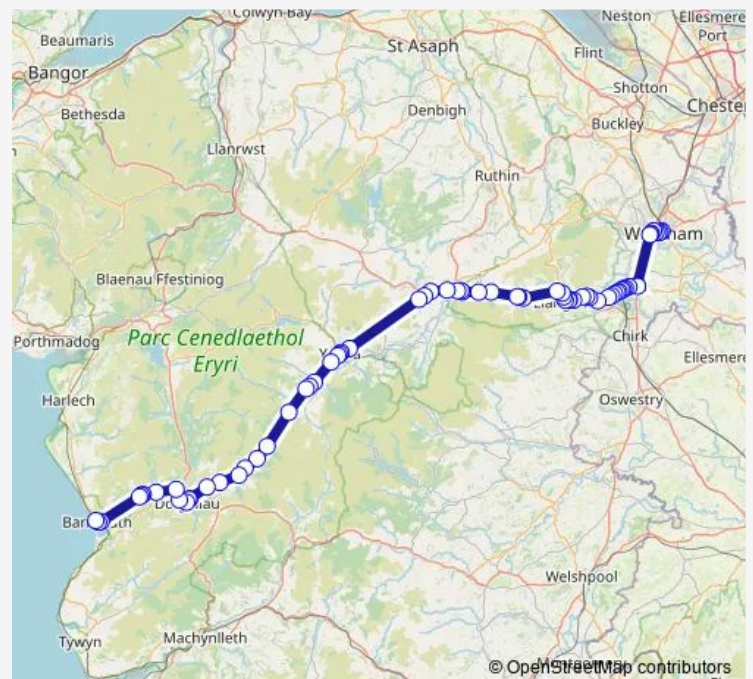 Colwyn Bay
Neston
Ellesmere
Port
Beaumaris
St Asaph
Flint
Bangor
Shotton
Chester
Bethesda
Denbigh
Buckley
Llanrwst
Ruthin
Blaenau Ffestiniog
Porthmadog
Parc Cenedlaethol
Eryri
Chirk
Ellesmere
Harlech
Oswestry
Welshpool
Tywyn
Machynlleth
© OpenStreetMap contributors